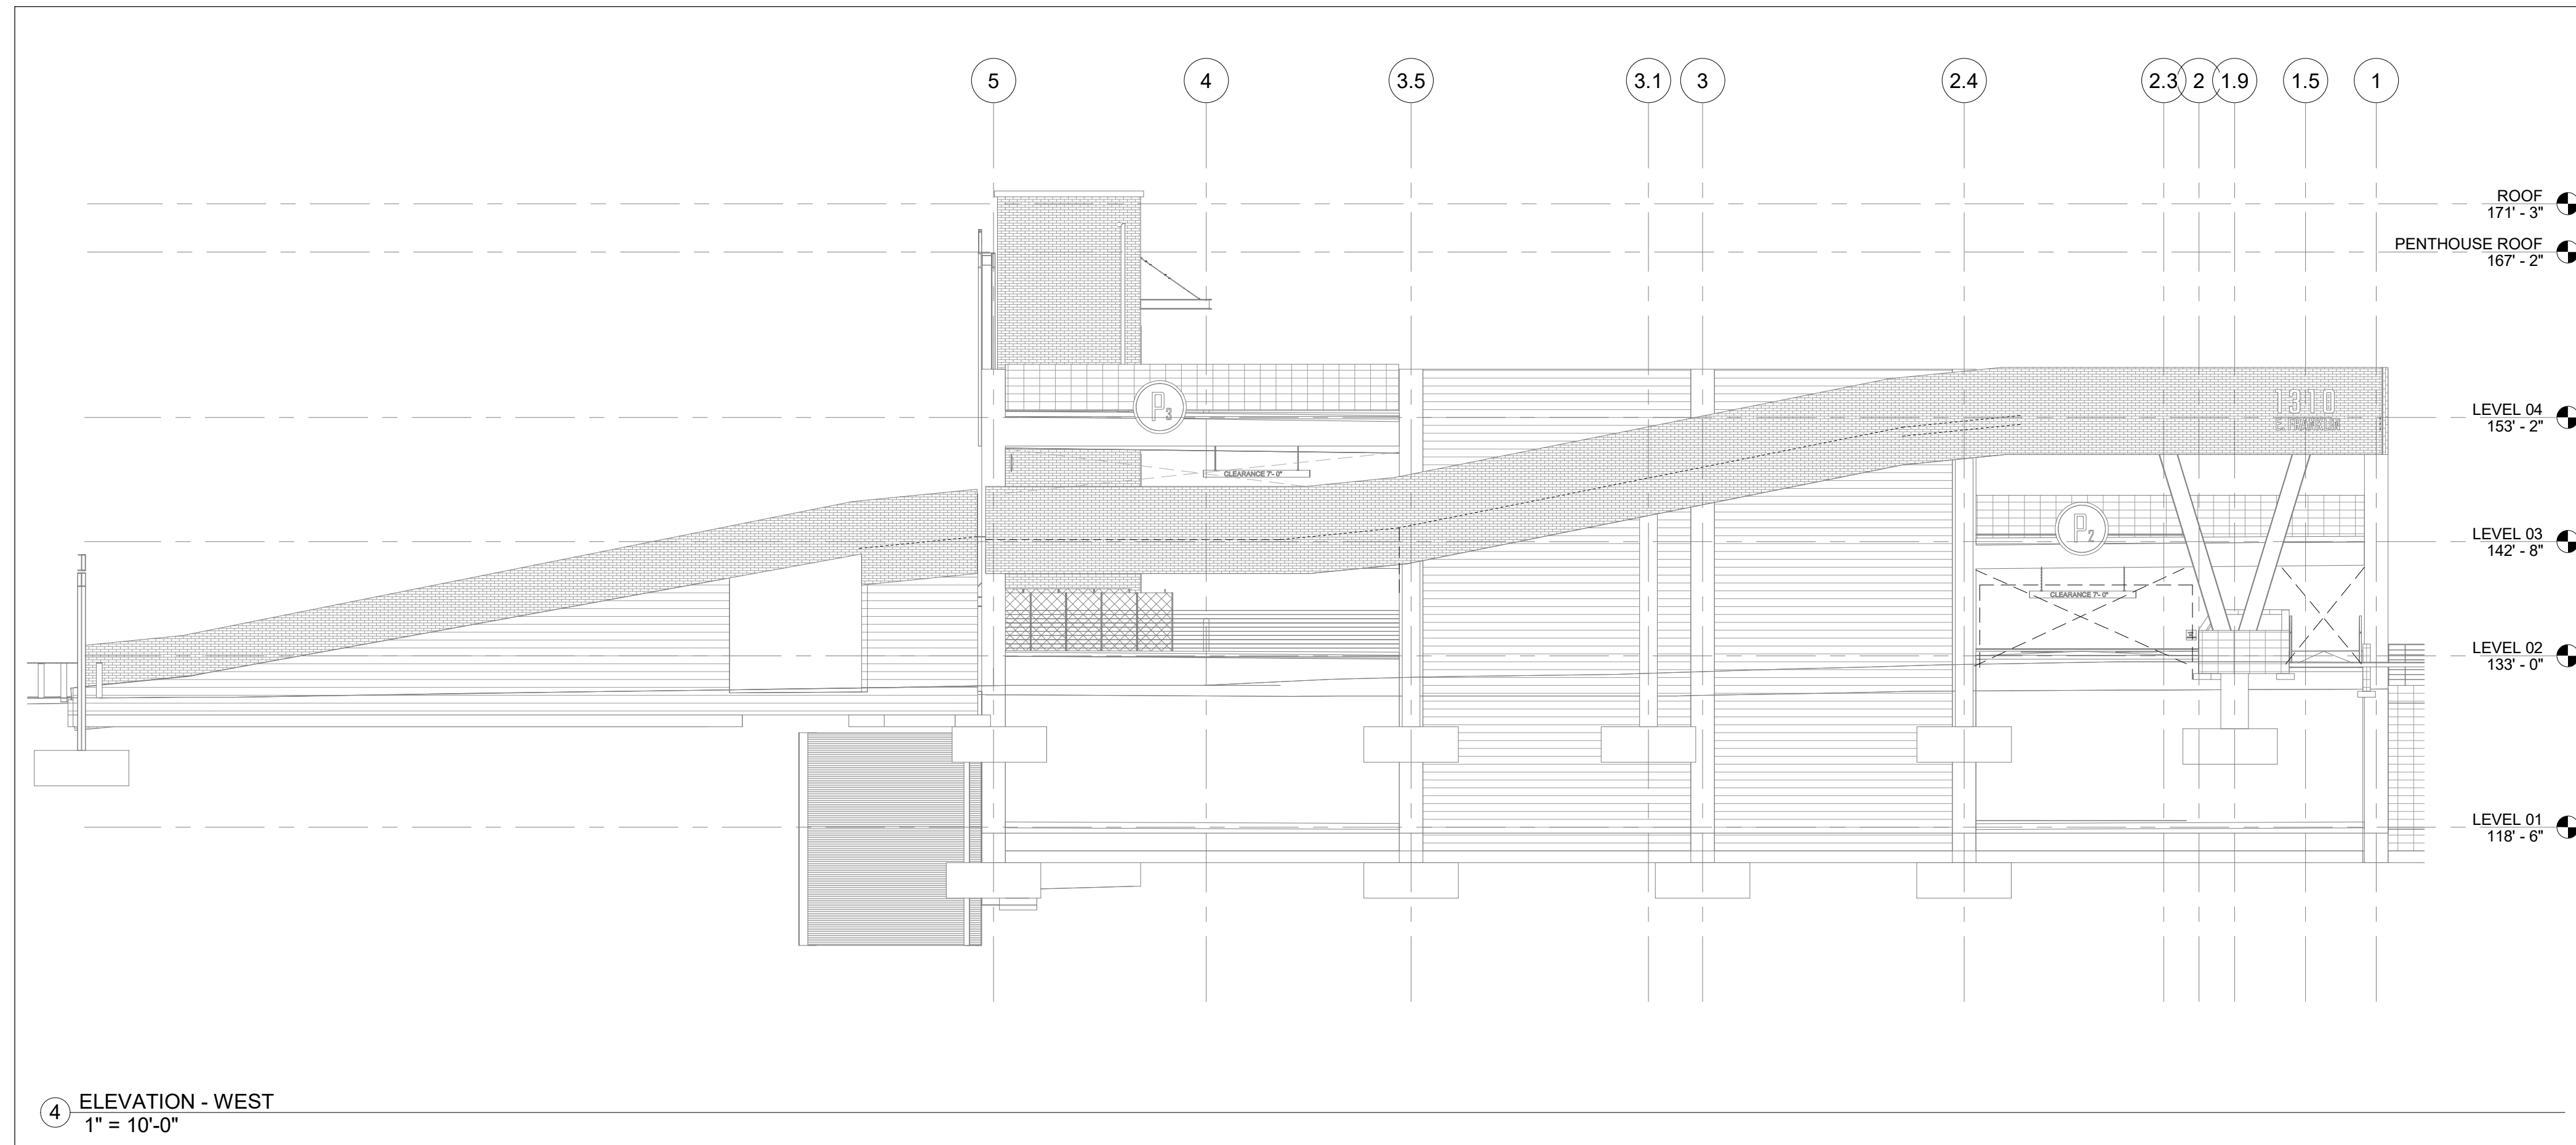 5 4 3.5 3.1 3 2.4 2.3 2 1.9 1.5 1
ROOF
171' - 3"
PENTHOUSE ROOF
167' - 2"
P3
1310
E FRANKLIN
LEVEL 04
153' - 2"
CLEARANCE 7'- 0"
P2
LEVEL 03
142' - 8"
CLEARANCE 7'- 0"
LEVEL 02
133' - 0"
LEVEL 01
118' - 6"
4 ELEVATION - WEST
1" = 10'-0"